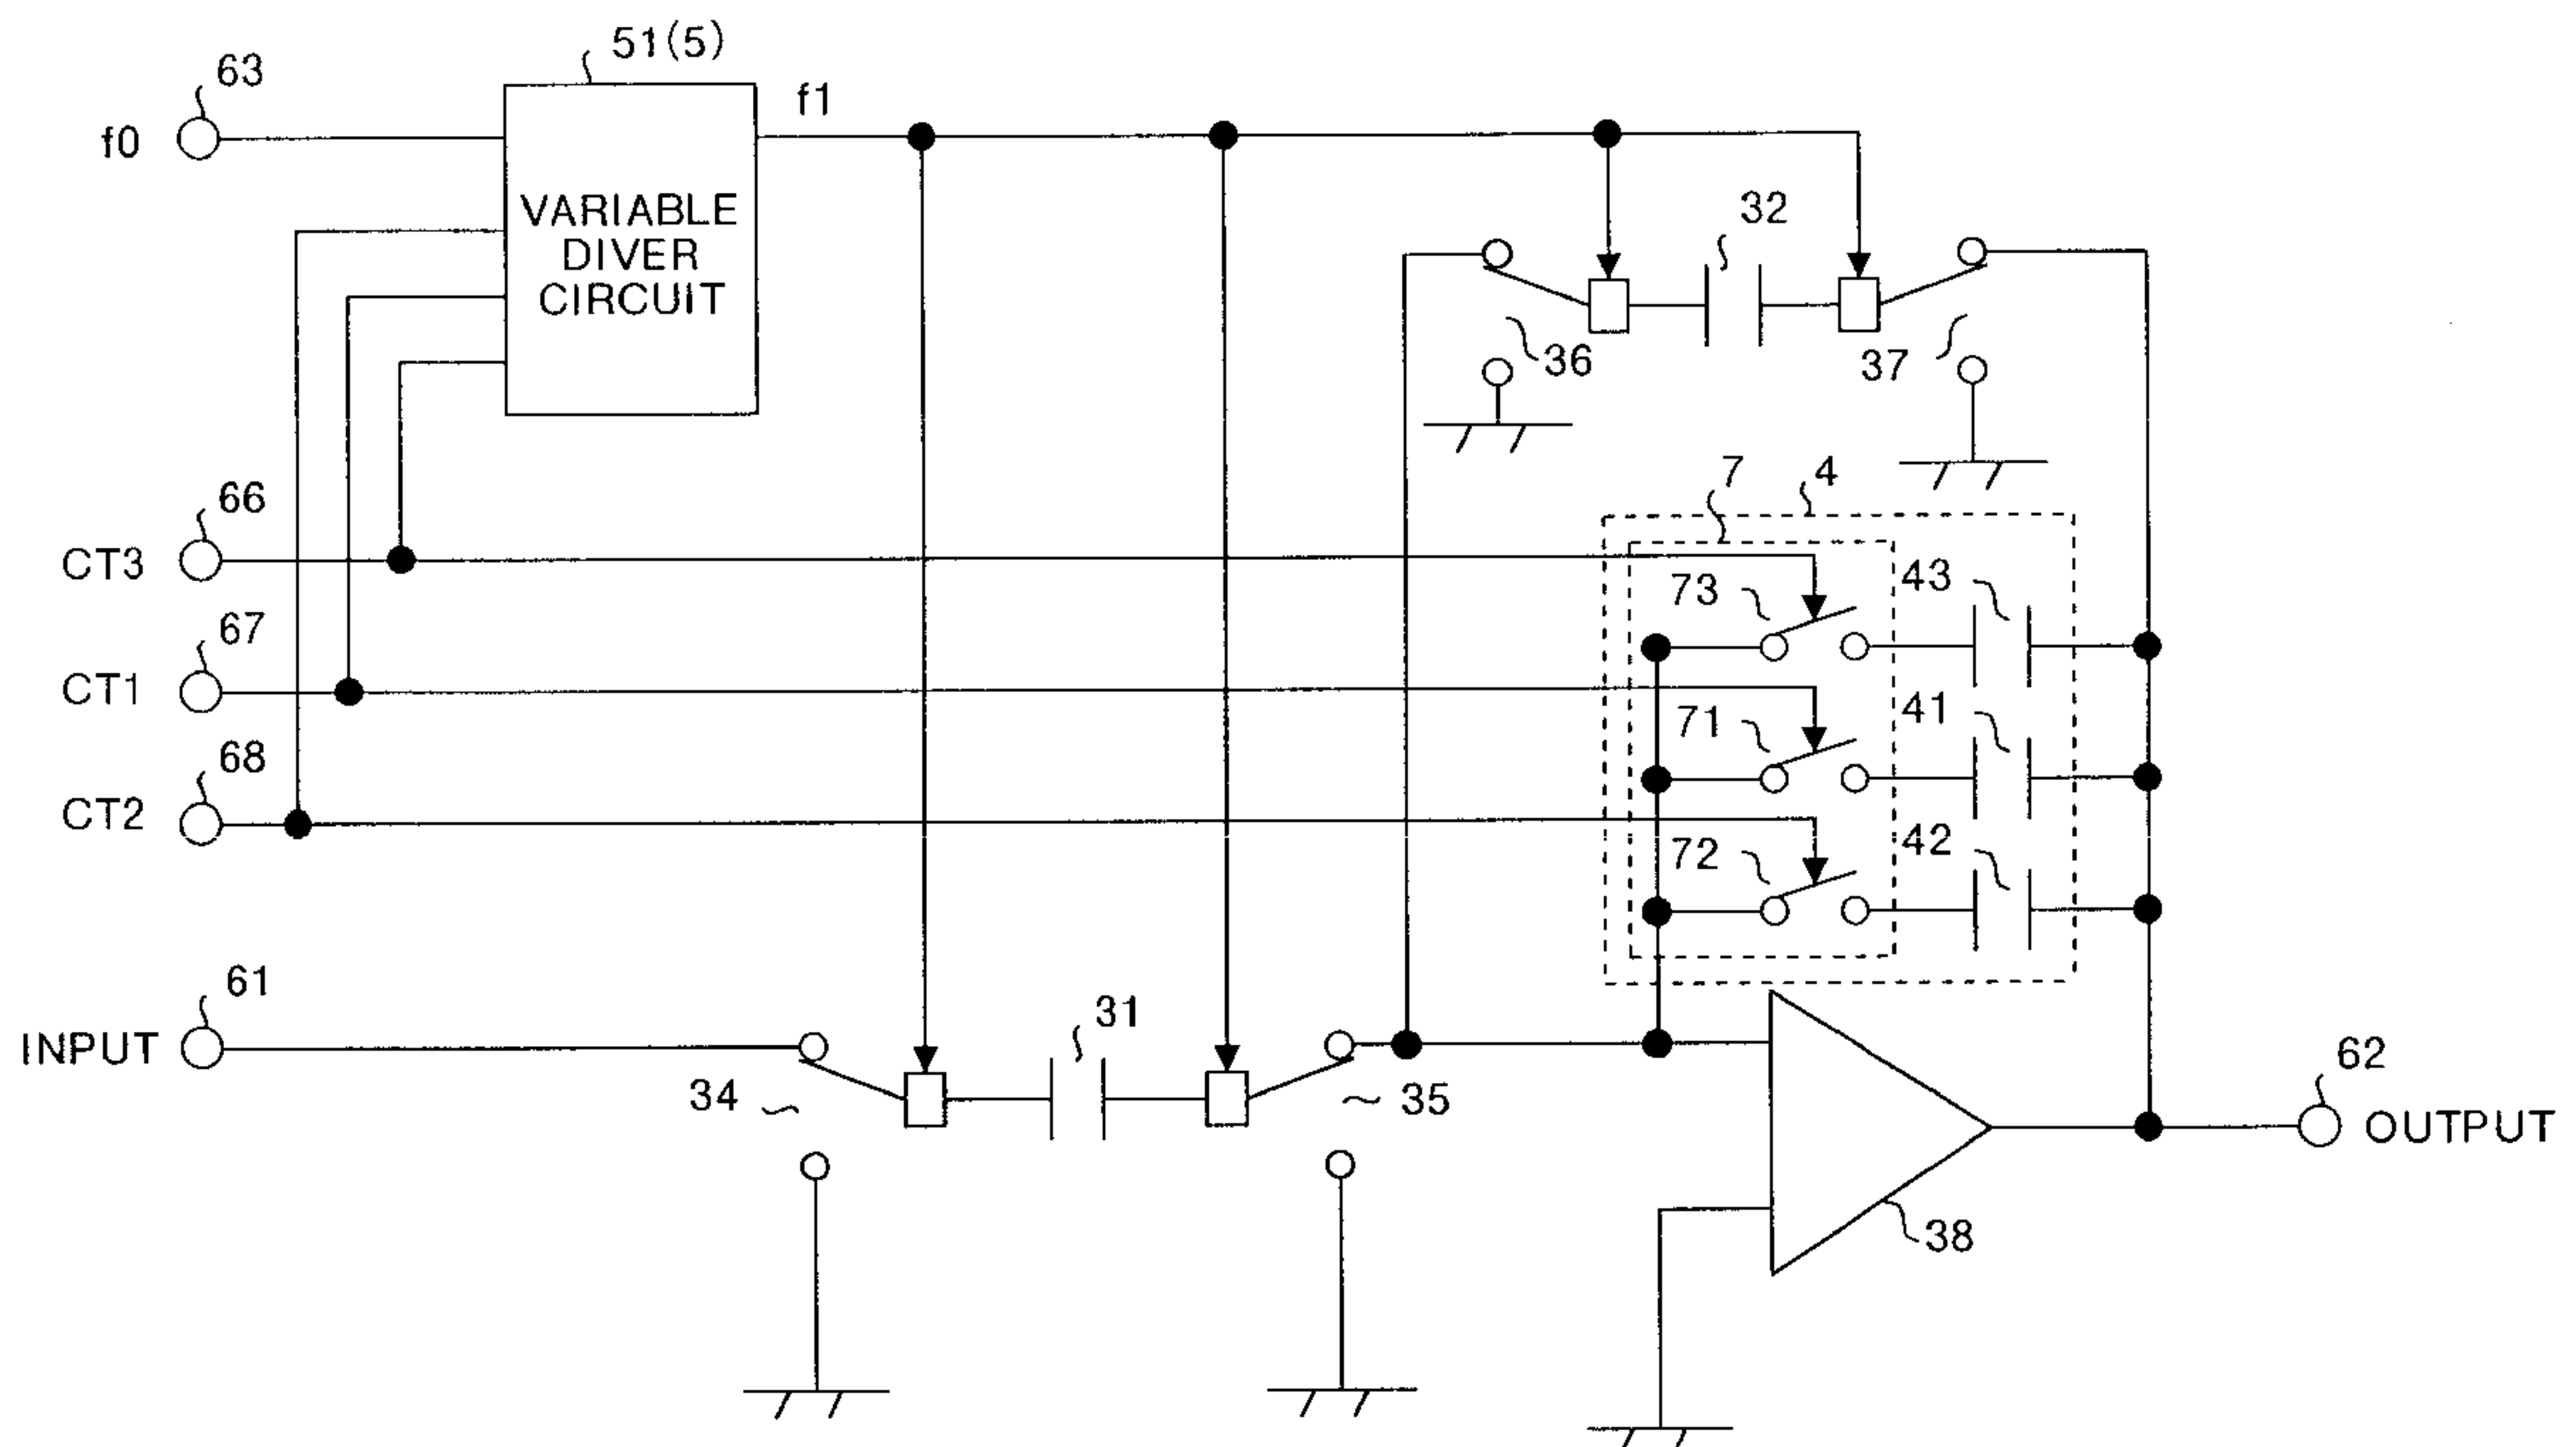 51(5)
63
f1
f0
VARIABLE
DIVER
CIRCUIT
32
36
37
7
4
66
CT3
73
43
67
CT1
71
41
68
CT2
72
42
61
INPUT
31
34
35
62
OUTPUT
38